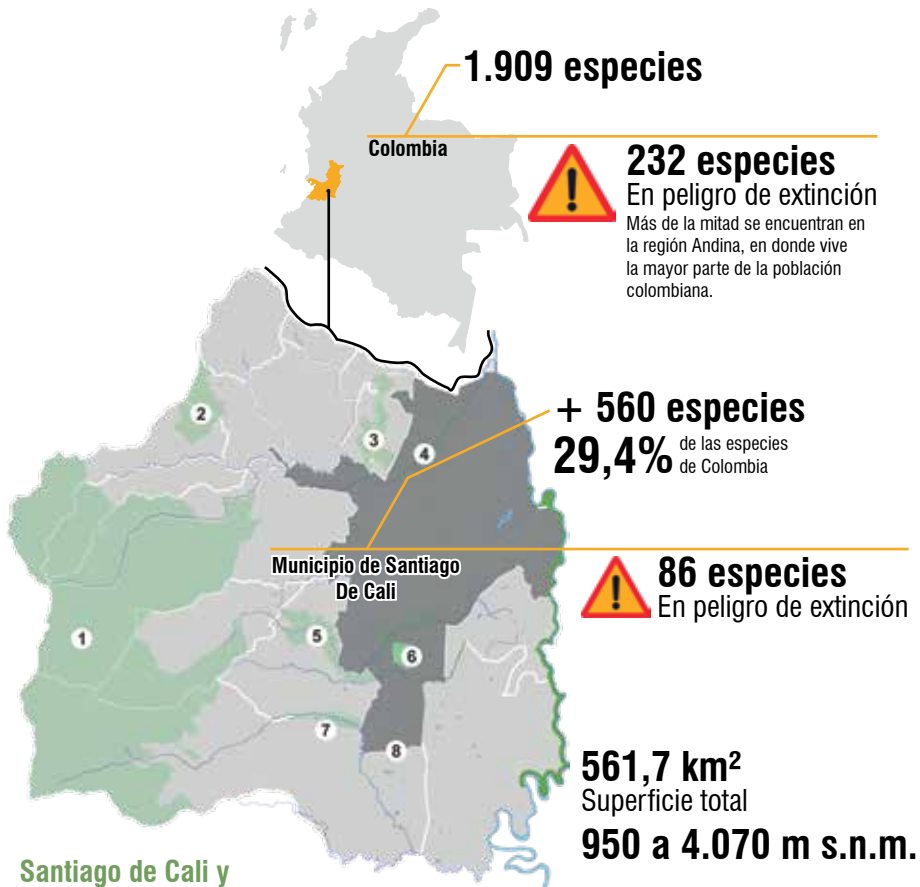 1.909 especies
Colombia
232 especies
En peligro de extinción
Más de la mitad se encuentran en
la región Andina, en donde vive
la mayor parte de la población
colombiana.
2
3
4
+ 560 especies
29,4% de las especies
de Colombia
Municipio de Santiago
De Cali
86 especies
En peligro de extinción
1
5
6
7
8
561,7 km²
Superficie total
950 a 4.070 m s.n.m.
Santiago de Cali y